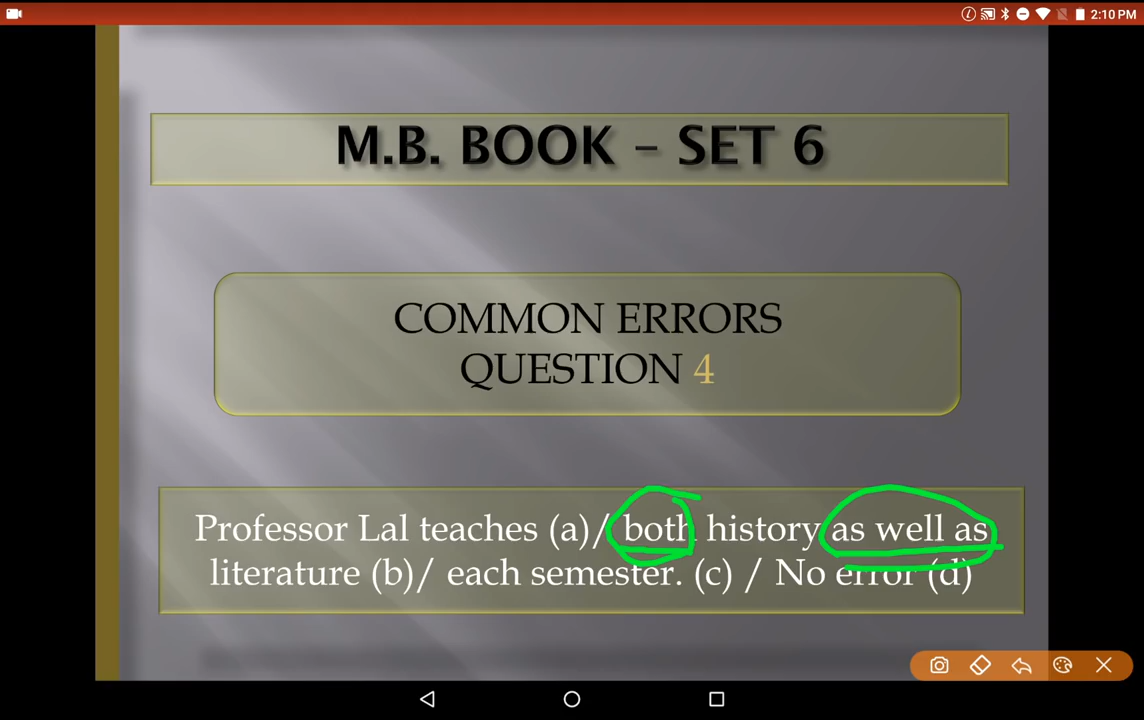 2:10 PM
M.B. BOOK – SET 6
COMMON ERRORS
QUESTION 4
Professor Lal teaches (a)/ both history as well as
literature (b)/ each semester. (c) / No error (d)